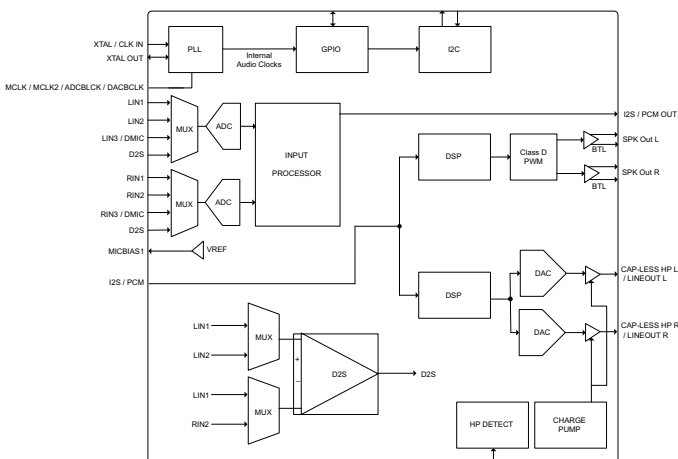 XTAL / CLK IN
XTAL OUT
PLL
Internal
Audio Clocks
GPIO
I2C
MCLK / MCLK2 / ADCBLCK / DACBCLK
LIN1
LIN2
LIN3 / DMIC
D2S
MUX
ADC
RIN1
RIN2
RIN3 / DMIC
D2S
MUX
ADC
INPUT
PROCESSOR
I2S / PCM OUT
DSP
Class D
PWM
BTL
SPK Out L
BTL
SPK Out R
MICBIAS1
VREF
I2S / PCM
DSP
DAC
CAP-LESS HP L
/ LINEOUT L
DAC
CAP-LESS HP R
/ LINEOUT R
LIN1
LIN2
MUX
LIN1
RIN2
MUX
+
–
D2S
D2S
HP DETECT
CHARGE
PUMP